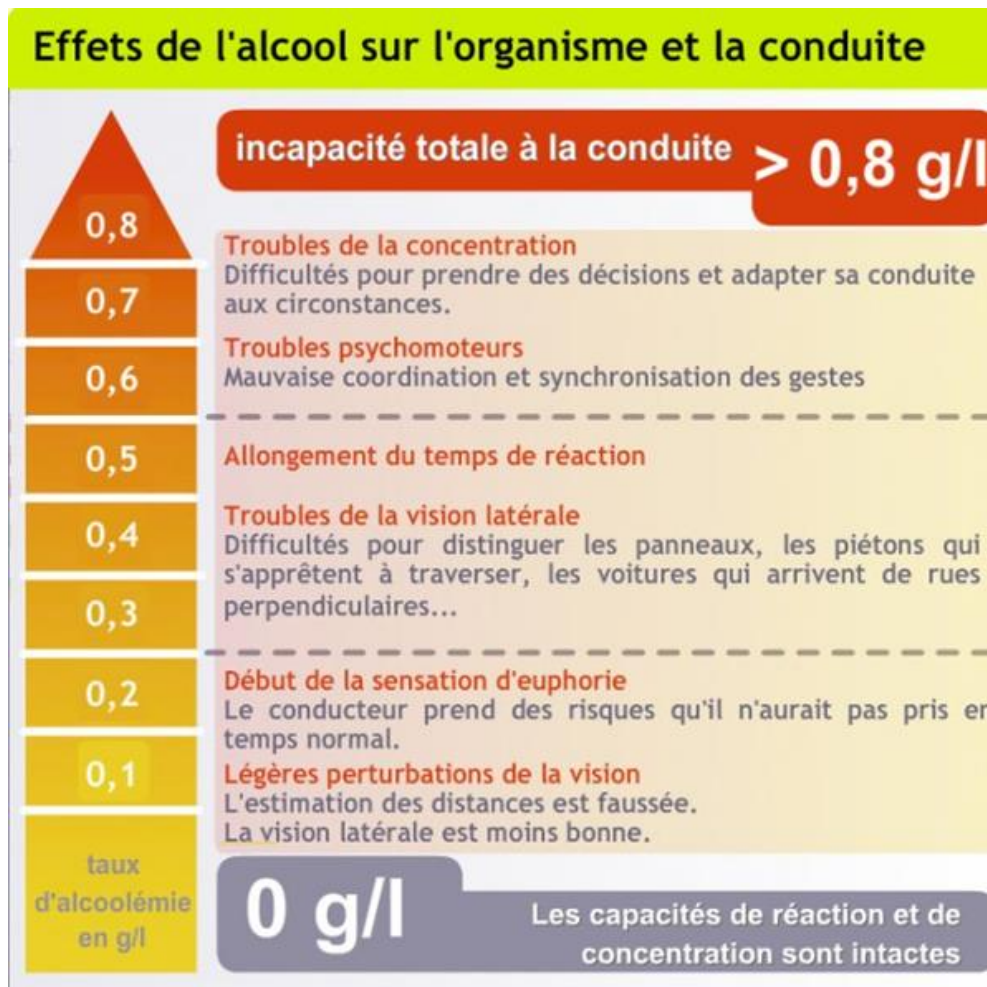 Effets de l'alcool sur l'organisme et la conduite
incapacité totale à la conduite > 0,8 g/l
0,8
Troubles de la concentration
Difficultés pour prendre des décisions et adapter sa conduite
0,7
aux circonstances.
Troubles psychomoteurs
0,6
Mauvaise coordination et synchronisation des gestes
0,5
Allongement du temps de réaction
Troubles de la vision latérale
0,4
Difficultés pour distinguer les panneaux, les piétons qui
s'apprêtent à traverser, les voitures qui arrivent de rues
0,3
perpendiculaires...
Début de la sensation d'euphorie
0,2
Le conducteur prend des risques qu'il n'aurait pas pris en
temps normal.
0,1
Légères perturbations de la vision
L'estimation des distances est faussée.
La vision latérale est moins bonne.
taux
d'alcoolémie
en g/l
0 g/l
Les capacités de réaction et de
concentration sont intactes